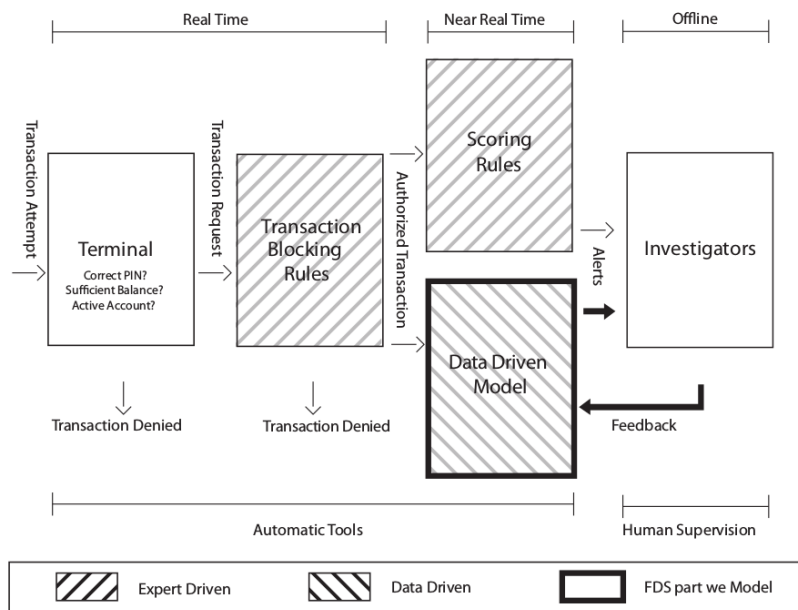 Real Time
Near Real Time
Offline
Transaction Attempt
Terminal
Correct PIN?
Sufficient Balance?
Active Account?
Transaction Request
Transaction
Blocking
Rules
Authorized Transaction
Scoring
Rules
Data Driven
Model
Alerts
Investigators
Transaction Denied
Transaction Denied
Feedback
Automatic Tools
Human Supervision
Expert Driven
Data Driven
FDS part we Model